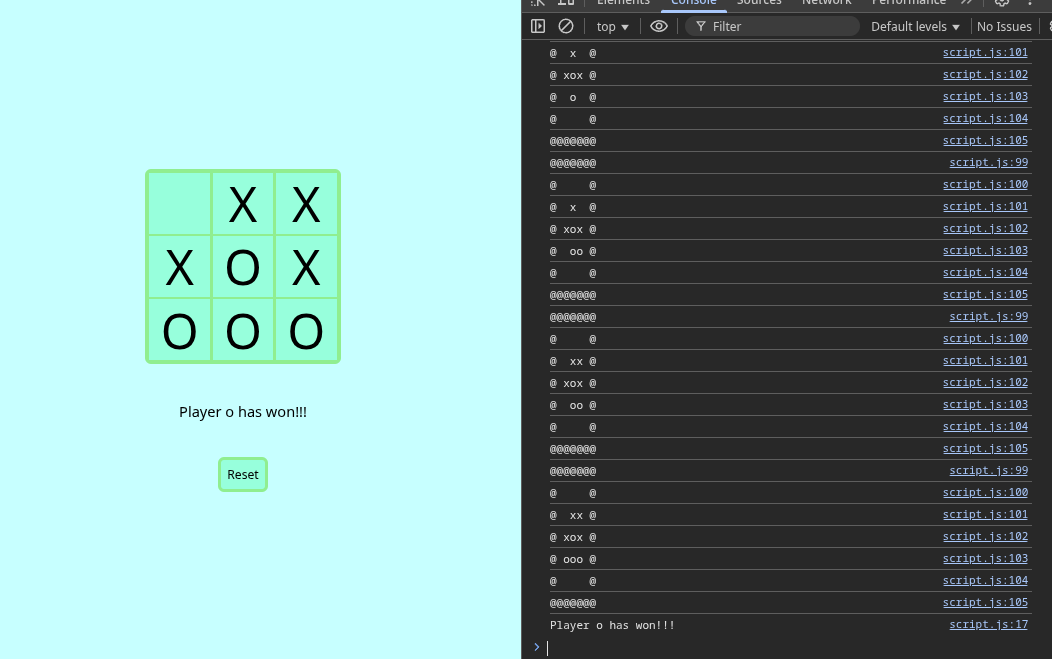 Elements Console Sources Network Performance
top Filter Default levels No Issues
@  x  @ script.js:101
@ xox @ script.js:102
@  o  @ script.js:103
@     @ script.js:104
@@@@@@@ script.js:105
@@@@@@@ script.js:99
@     @ script.js:100
@  x  @ script.js:101
@ xox @ script.js:102
@  oo @ script.js:103
@     @ script.js:104
@@@@@@@ script.js:105
@@@@@@@ script.js:99
@     @ script.js:100
@  xx @ script.js:101
@ xox @ script.js:102
@  oo @ script.js:103
@     @ script.js:104
@@@@@@@ script.js:105
@@@@@@@ script.js:99
@     @ script.js:100
@  xx @ script.js:101
@ xox @ script.js:102
@ ooo @ script.js:103
@     @ script.js:104
@@@@@@@ script.js:105
Player o has won!!! script.js:17
X X
X O X
O O O
Player o has won!!!
Reset